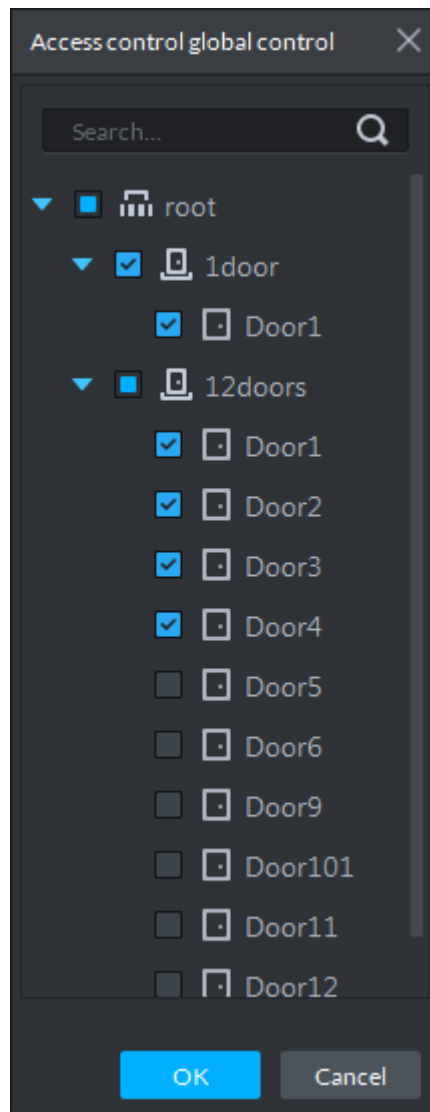 Access control global control
Search...
root
1door
Door1
12doors
Door1
Door2
Door3
Door4
Door5
Door6
Door9
Door101
Door11
Door12
OK Cancel